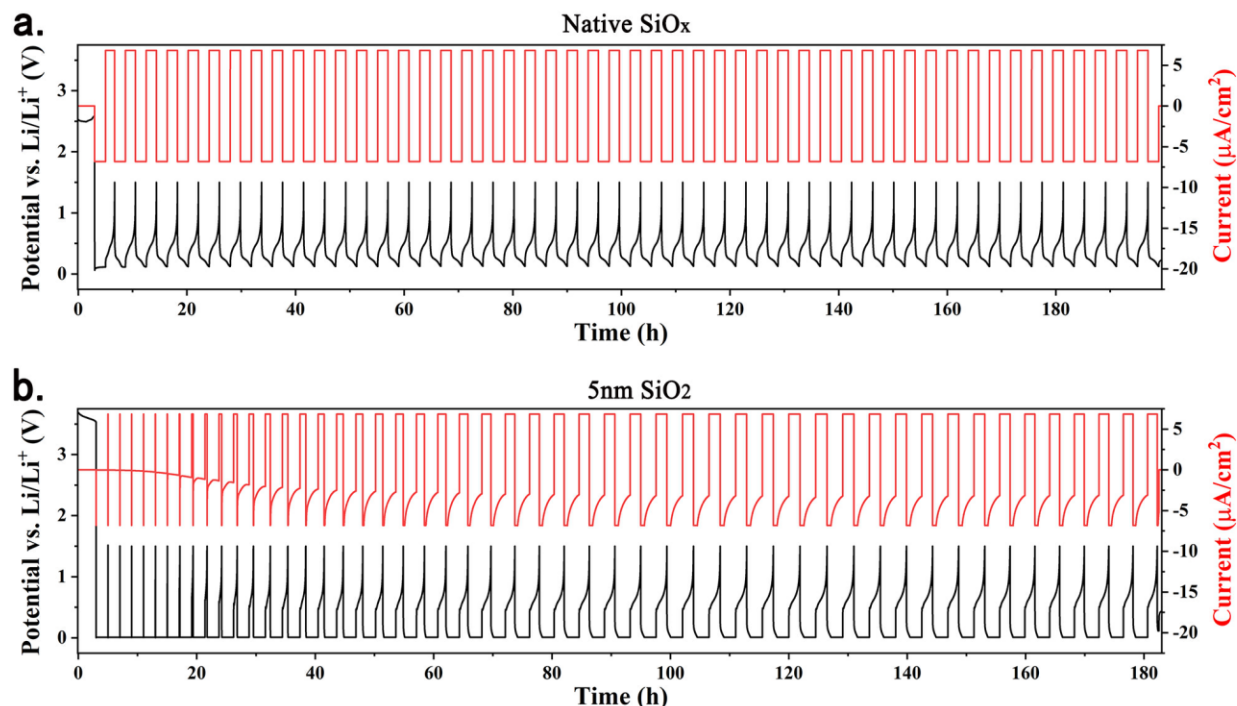 a.
Native SiOx
Potential vs. Li/Li+ (V)
3
2
1
0
5
0
-5
-10
-15
-20
Current (μA/cm²)
0 20 40 60 80 100 120 140 160 180
Time (h)
b.
5nm SiO2
Potential vs. Li/Li+ (V)
3
2
1
0
5
0
-5
-10
-15
-20
Current (μA/cm²)
0 20 40 60 80 100 120 140 160 180
Time (h)